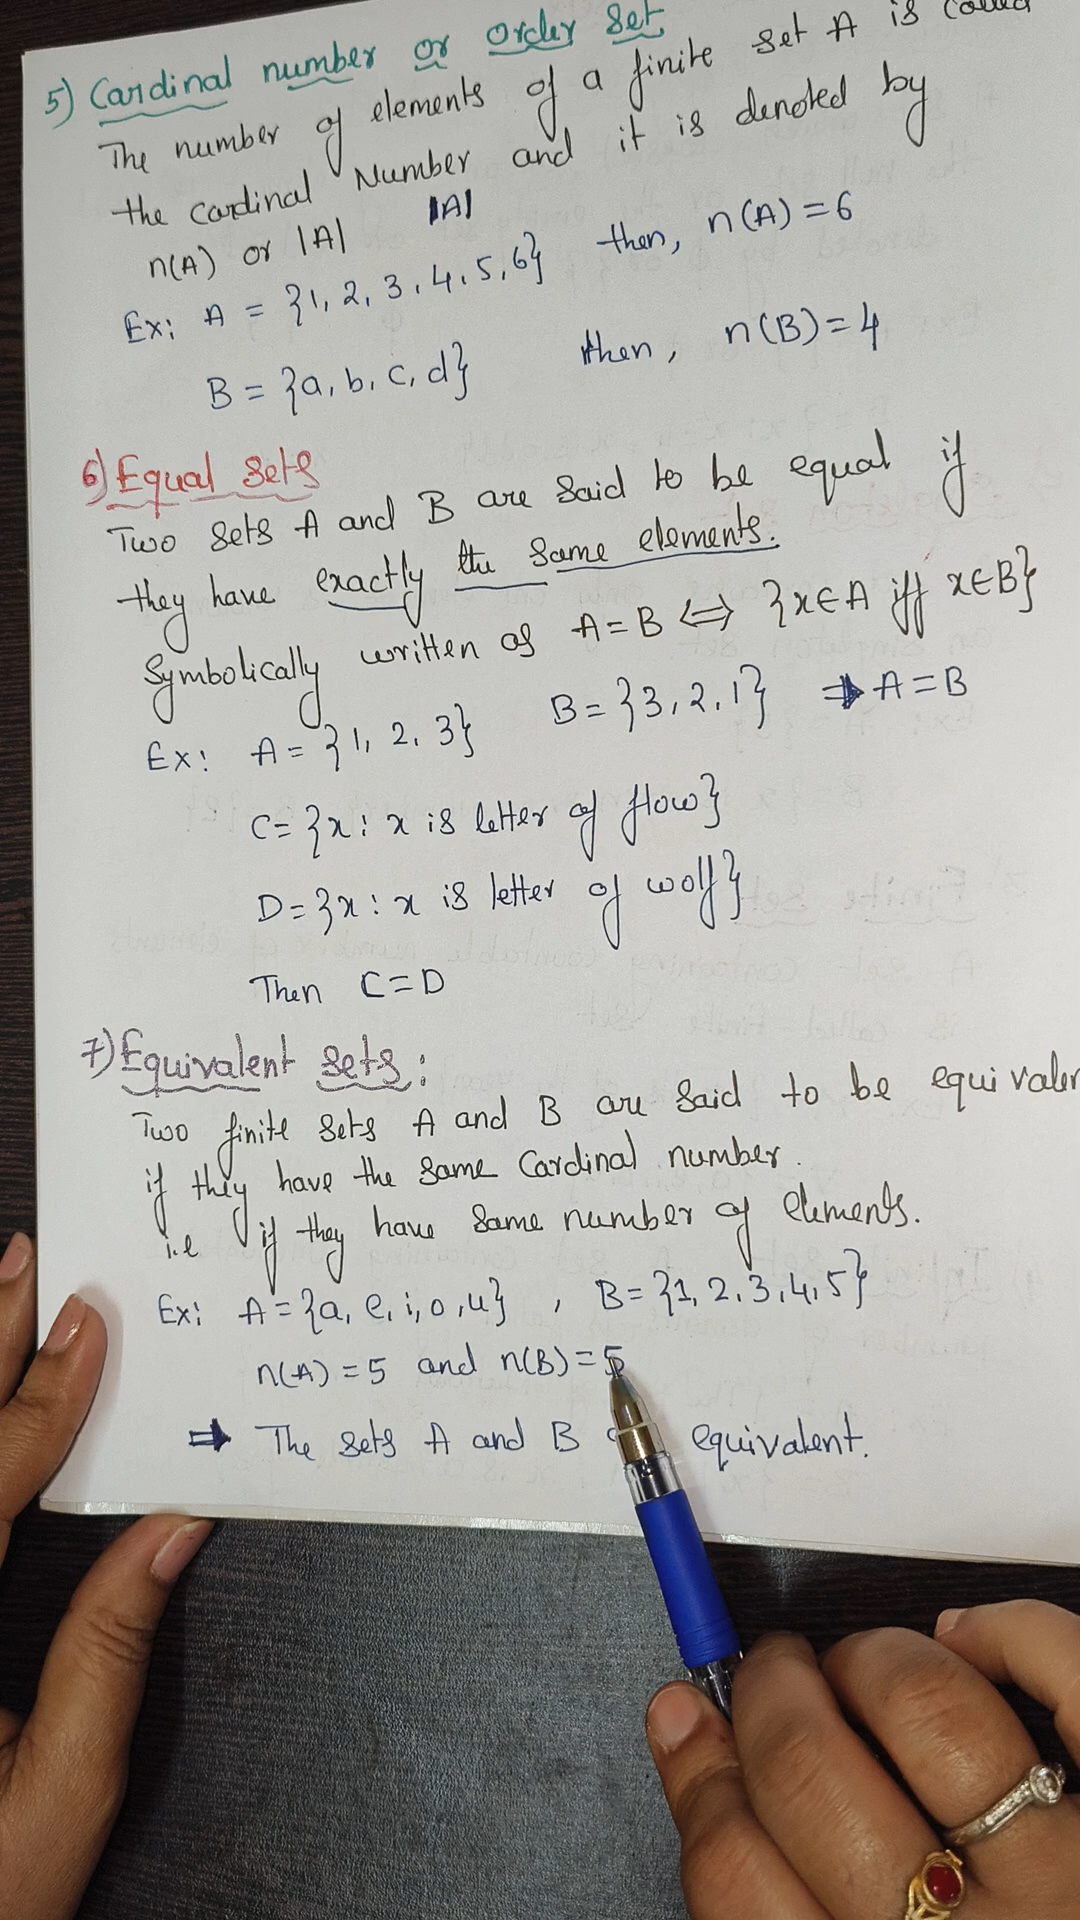 5) Cardinal number or Order Set
The number of elements of a finite set A is called
the cardinal Number and it is denoted by
n(A) or |A| |A|
Ex: A = {1, 2, 3, 4, 5, 6} then, n(A) = 6
B = {a, b, c, d} then, n(B) = 4
6) Equal Sets
Two sets A and B are said to be equal if
they have exactly the same elements.
Symbolically written as A = B ⇔ {x ∈ A iff x ∈ B}
Ex: A = {1, 2, 3} B = {3, 2, 1} ⇒ A = B
C = {x : x is letter of flow}
D = {x : x is letter of wolf}
Then C = D
7) Equivalent sets:
Two finite sets A and B are said to be equivalen
if they have the same Cardinal number.
i.e if they have same number of elements.
Ex: A = {a, e, i, o, u} , B = {1, 2, 3, 4, 5}
n(A) = 5 and n(B) = 5
⇒ The sets A and B equivalent.